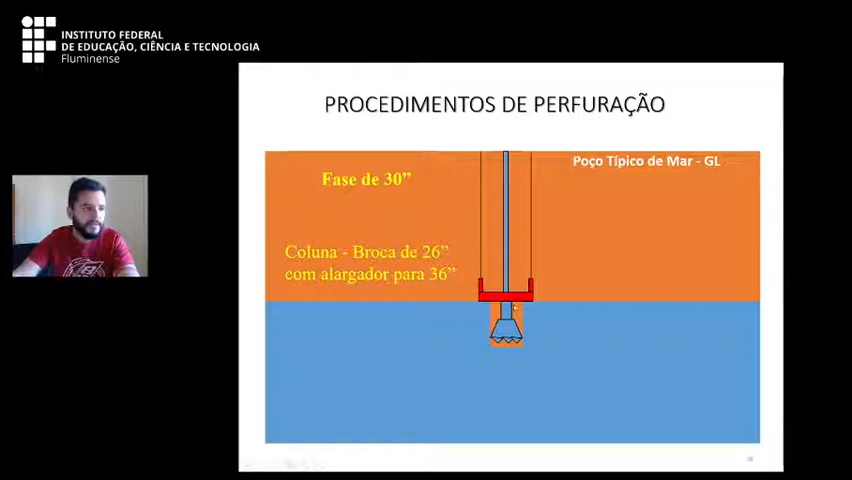 INSTITUTO FEDERAL
DE EDUCAÇÃO, CIÊNCIA E TECNOLOGIA
Fluminense
PROCEDIMENTOS DE PERFURAÇÃO
Poço Típico de Mar - GL
Fase de 30”
Coluna - Broca de 26”
com alargador para 36”